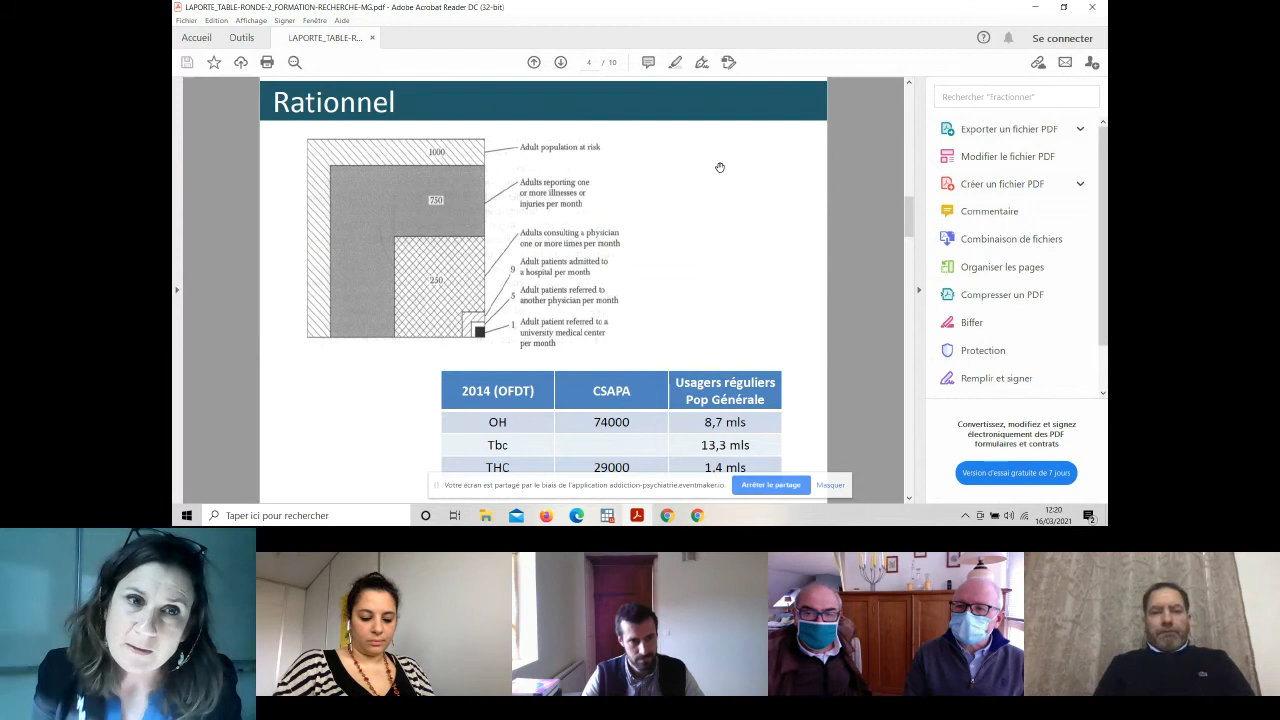 LAPORTE_TABLE-RONDE-2_FORMATION-RECHERCHE-MG.pdf - Adobe Acrobat Reader DC (32-bit)
Fichier Edition Affichage Signer Fenêtre Aide
Accueil Outils LAPORTE_TABLE-R... × Se connecter
4 / 10
Rationnel
1000
Adult population at risk
750
Adults reporting one
or more illnesses or
injuries per month
250
Adults consulting a physician
one or more times per month
9 Adult patients admitted to
a hospital per month
5 Adult patients referred to
another physician per month
1 Adult patient referred to a
university medical center
per month
2014 (OFDT) CSAPA Usagers réguliers
Pop Générale
OH 74000 8,7 mls
Tbc 13,3 mls
THC 29000 1,4 mls
Rechercher "Fractionner"
Exporter un fichier PDF
Modifier le fichier PDF
Créer un fichier PDF
Commentaire
Combinaison de fichiers
Organiser les pages
Compresser un PDF
Biffer
Protection
Remplir et signer
Convertissez, modifiez et signez
électroniquement des PDF
formulaires et contrats
Version d'essai gratuite de 7 jours
Votre écran est partagé par le biais de l'application addiction-psychiatrie.eventmaker.io. Arrêter le partage Masquer
Taper ici pour rechercher
12:20
16/03/2021
2